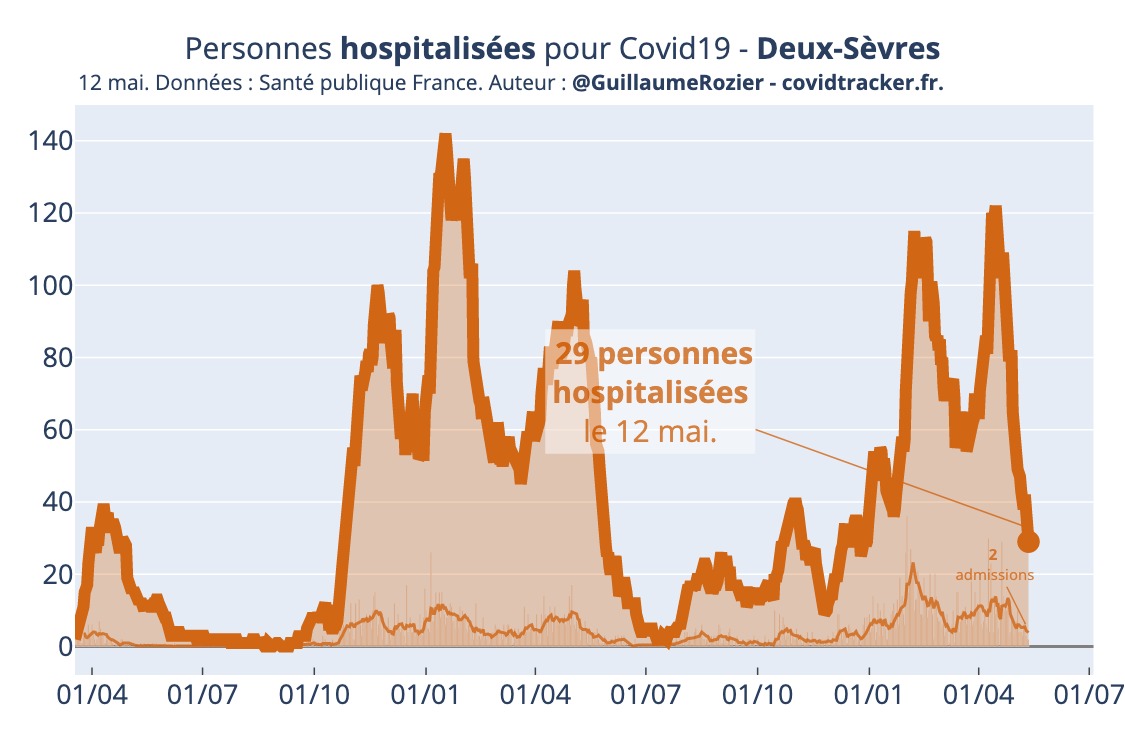 Personnes hospitalisées pour Covid19 - Deux-Sèvres
12 mai. Données : Santé publique France. Auteur : @GuillaumeRozier - covidtracker.fr.
140
120
100
80
60
40
20
0
29 personnes
hospitalisées
le 12 mai.
2
admissions
01/04 01/07 01/10 01/01 01/04 01/07 01/10 01/01 01/04 01/07